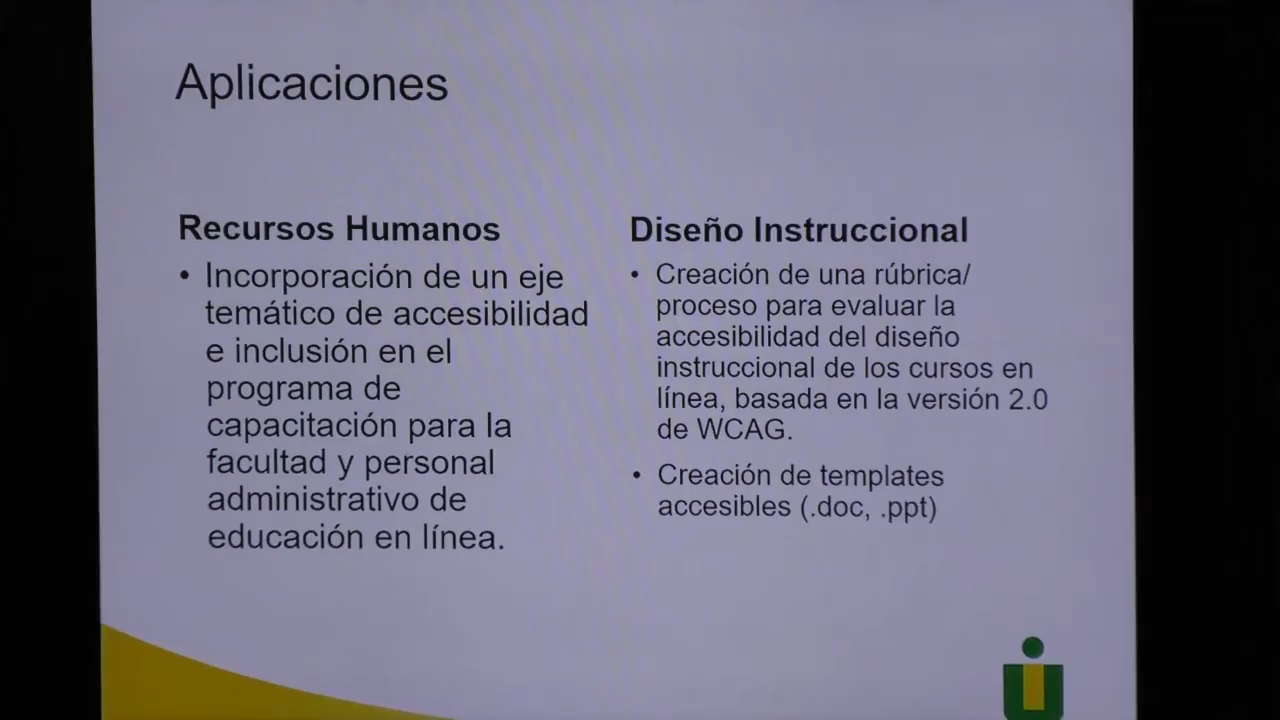 Aplicaciones
Recursos Humanos
• Incorporación de un eje
temático de accesibilidad
e inclusión en el
programa de
capacitación para la
facultad y personal
administrativo de
educación en línea.
Diseño Instruccional
• Creación de una rúbrica/
proceso para evaluar la
accesibilidad del diseño
instruccional de los cursos en
línea, basada en la versión 2.0
de WCAG.
• Creación de templates
accesibles (.doc, .ppt)